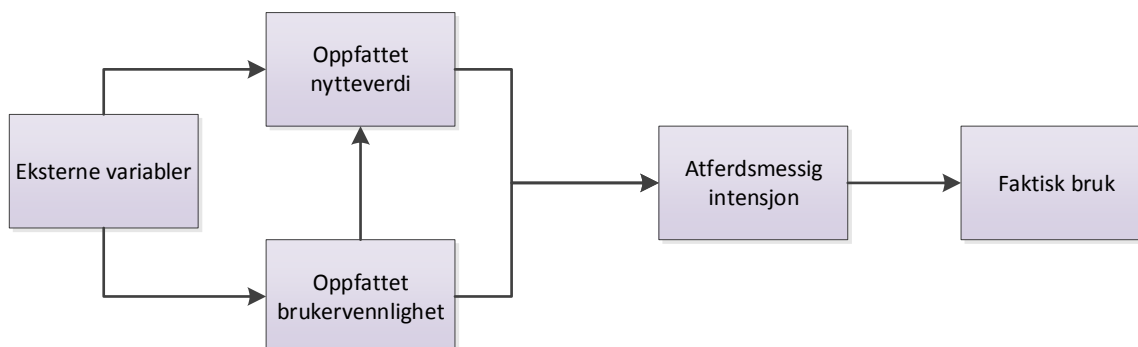 Oppfattet
nytteverdi
Eksterne variabler
Atferdsmessig
intensjon
Faktisk bruk
Oppfattet
brukervennlighet